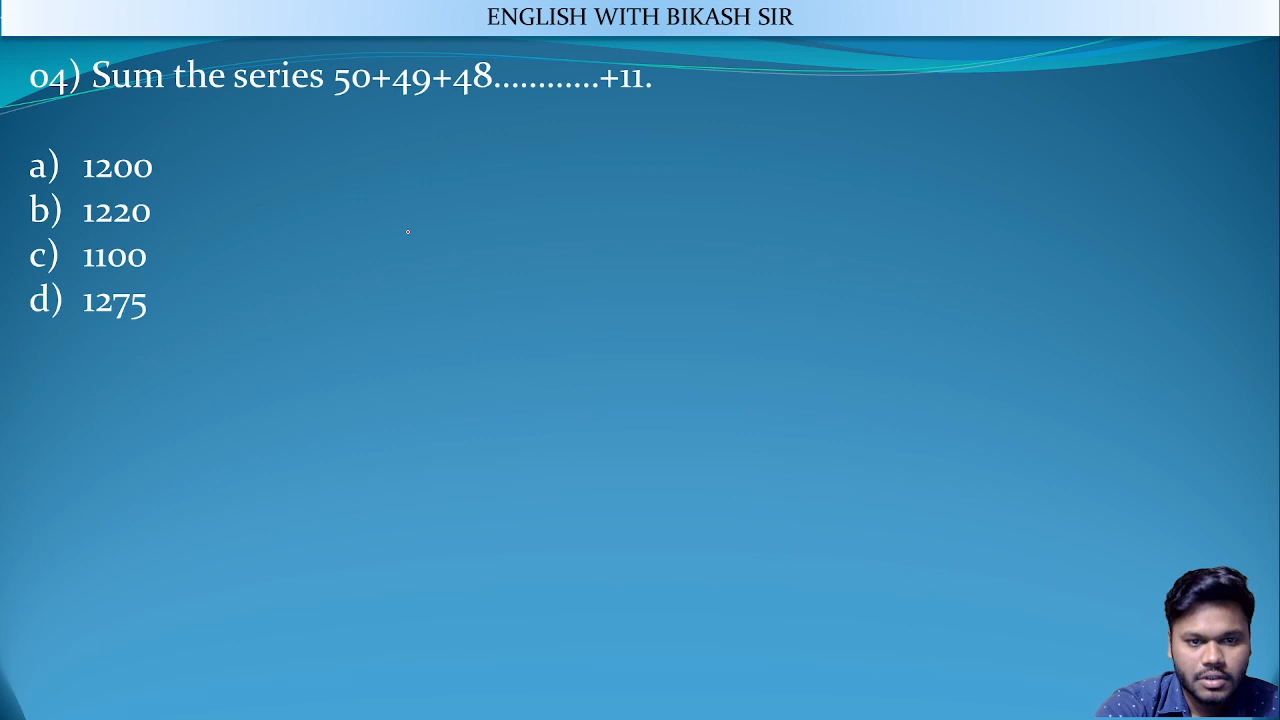 ENGLISH WITH BIKASH SIR
04) Sum the series 50+49+48............+11.
a) 1200
b) 1220
c) 1100
d) 1275